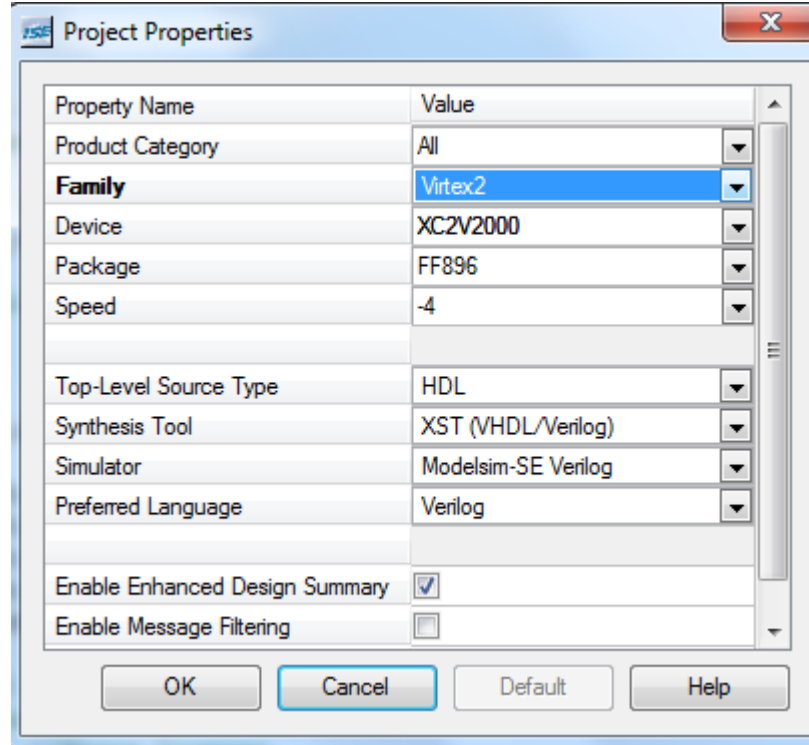 ISE Project Properties
Property Name Value
Product Category All
Family Virtex2
Device XC2V2000
Package FF896
Speed -4
Top-Level Source Type HDL
Synthesis Tool XST (VHDL/Verilog)
Simulator Modelsim-SE Verilog
Preferred Language Verilog
Enable Enhanced Design Summary
Enable Message Filtering
OK Cancel Default Help